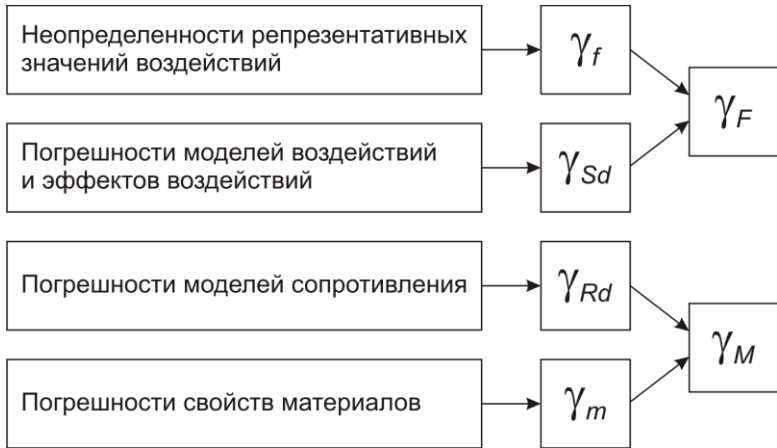 Неопределенности репрезентативных
значений воздействий
γf
Погрешности моделей воздействий
и эффектов воздействий
γSd
γF
Погрешности моделей сопротивления
γRd
Погрешности свойств материалов
γm
γM